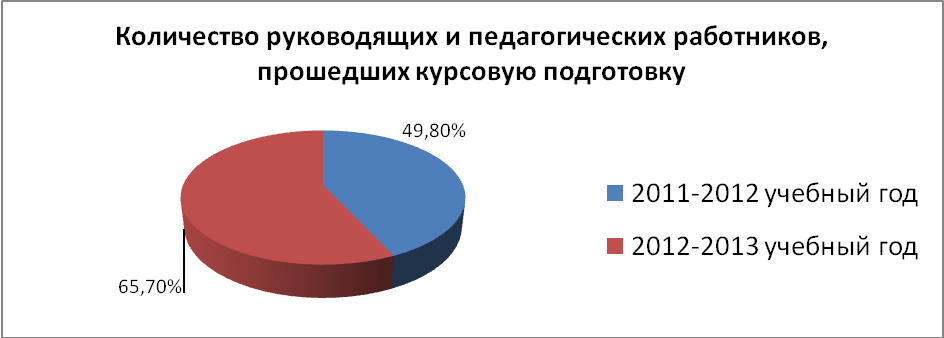 Количество руководящих и педагогических работников,
прошедших курсовую подготовку
49,80%
2011-2012 учебный год
2012-2013 учебный год
65,70%